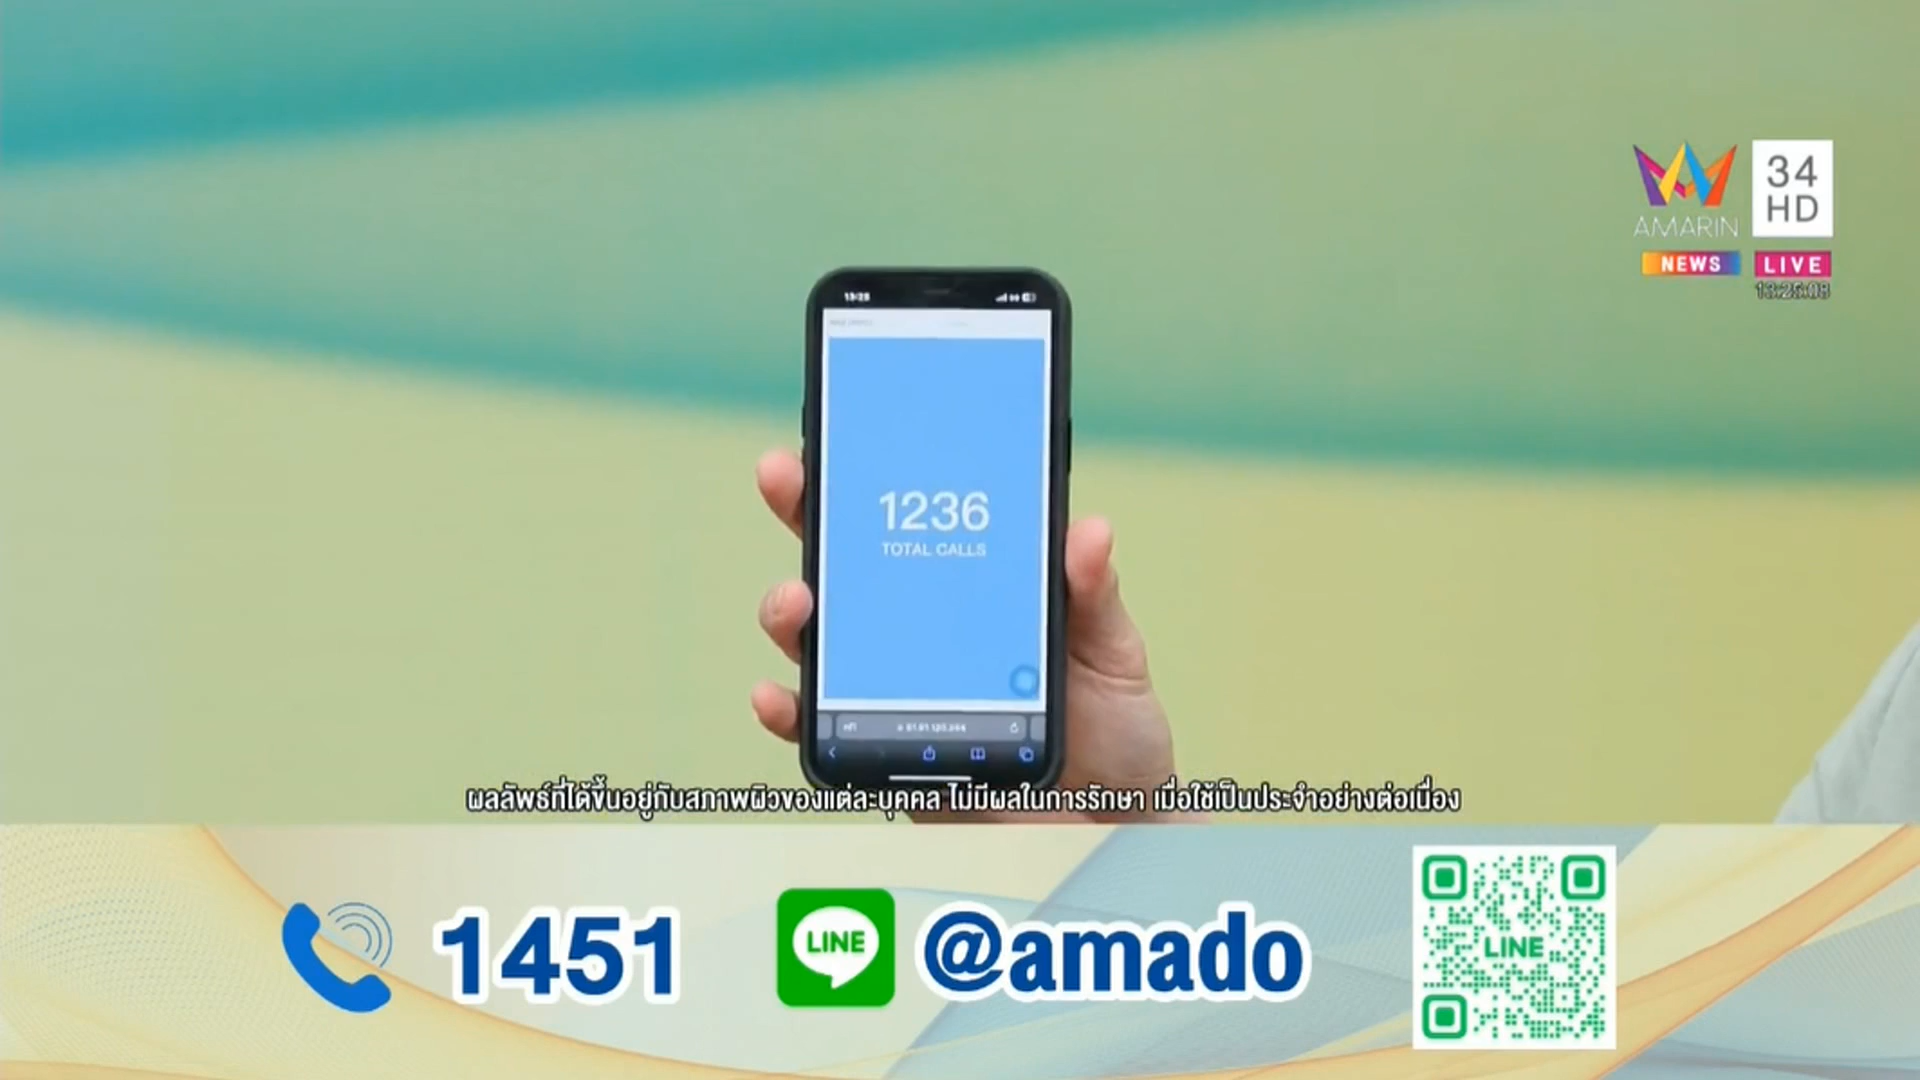 34
HD
AMARIN
NEWS
LIVE
13:25:08
13:25
1236
TOTAL CALLS
ผลลัพธ์ที่ได้ขึ้นอยู่กับสภาพผิวของแต่ละบุคคล ไม่มีผลในการรักษา เมื่อใช้เป็นประจำอย่างต่อเนื่อง
1451
LINE
@amado
LINE